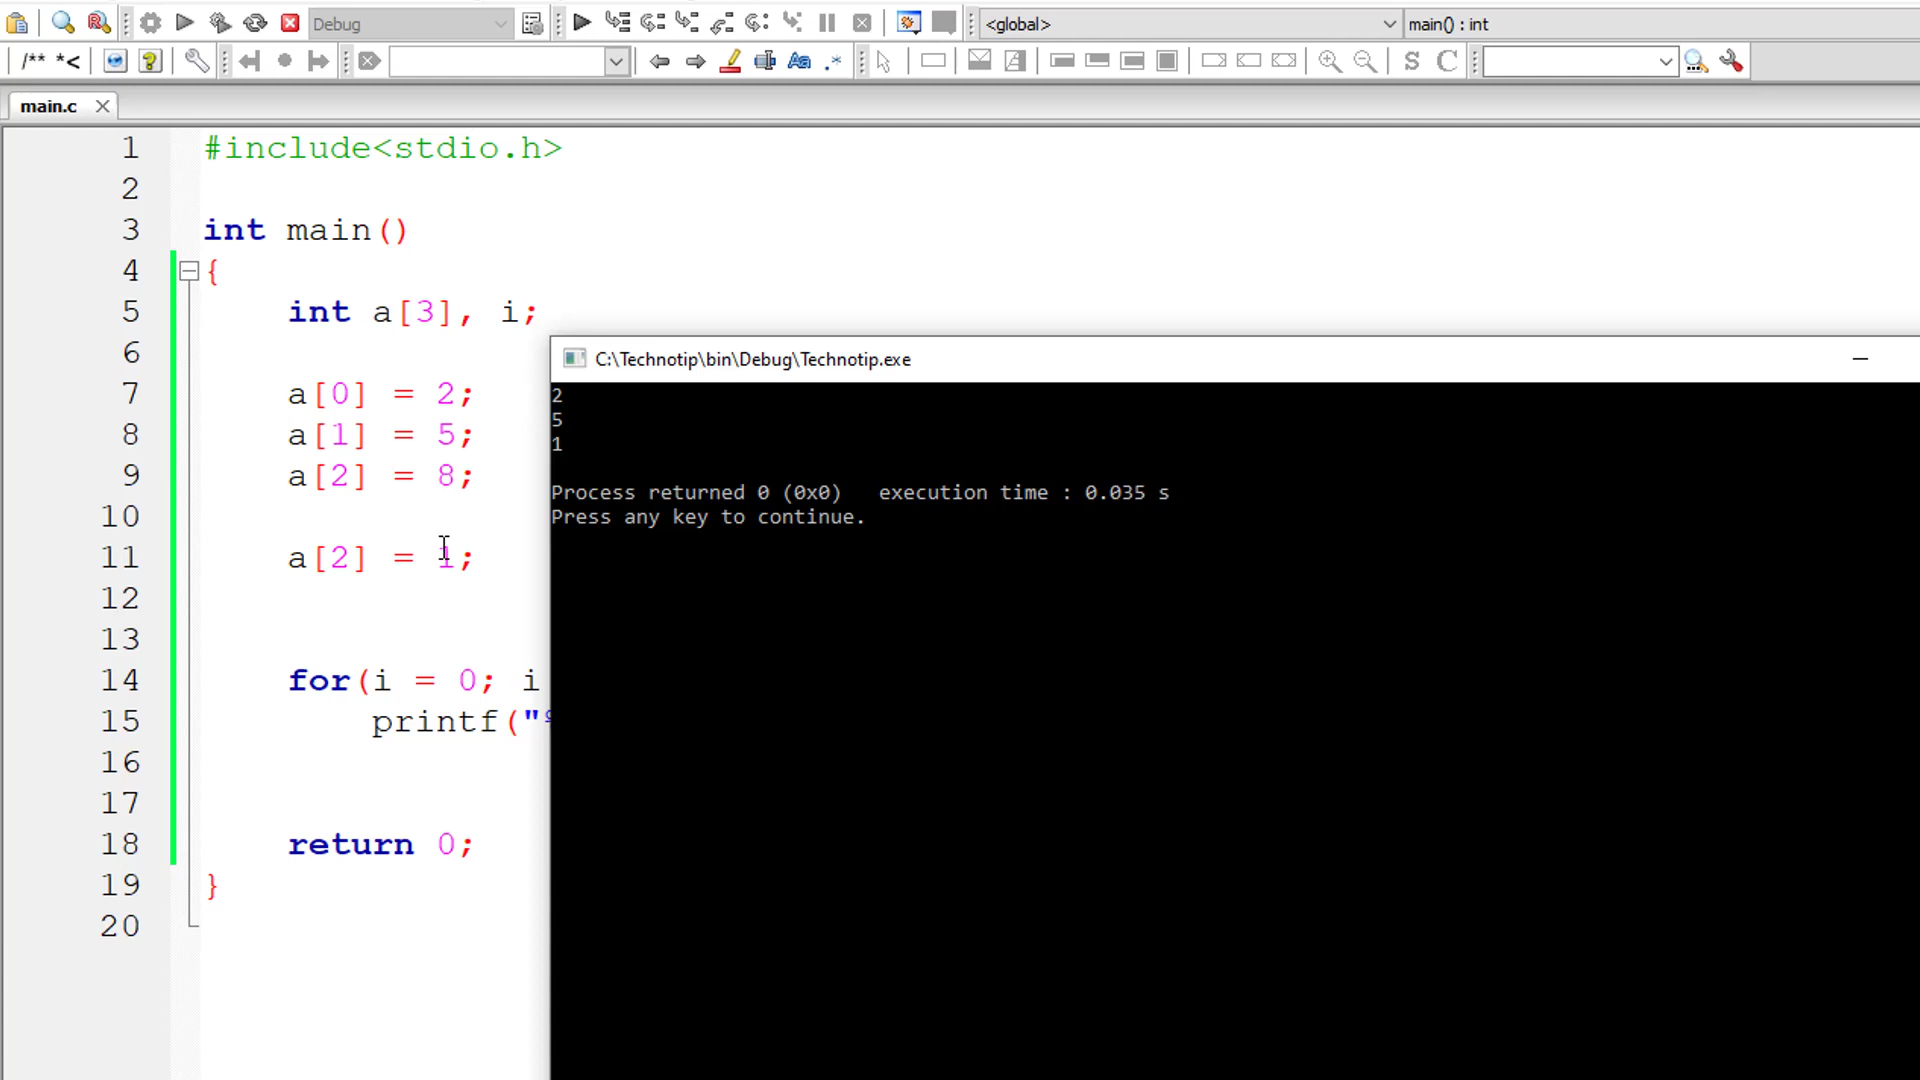 Debug
<global>
main() : int
/** *<
Aa
.*
S
C
main.c
1 #include<stdio.h>
2
3 int main()
4 {
5 int a[3], i;
6
7 a[0] = 2;
8 a[1] = 5;
9 a[2] = 8;
10
11 a[2] = 1;
12
13
14 for(i = 0; i
15 printf("
16
17
18 return 0;
19 }
20
C:\Technotip\bin\Debug\Technotip.exe
2
5
1
Process returned 0 (0x0)   execution time : 0.035 s
Press any key to continue.